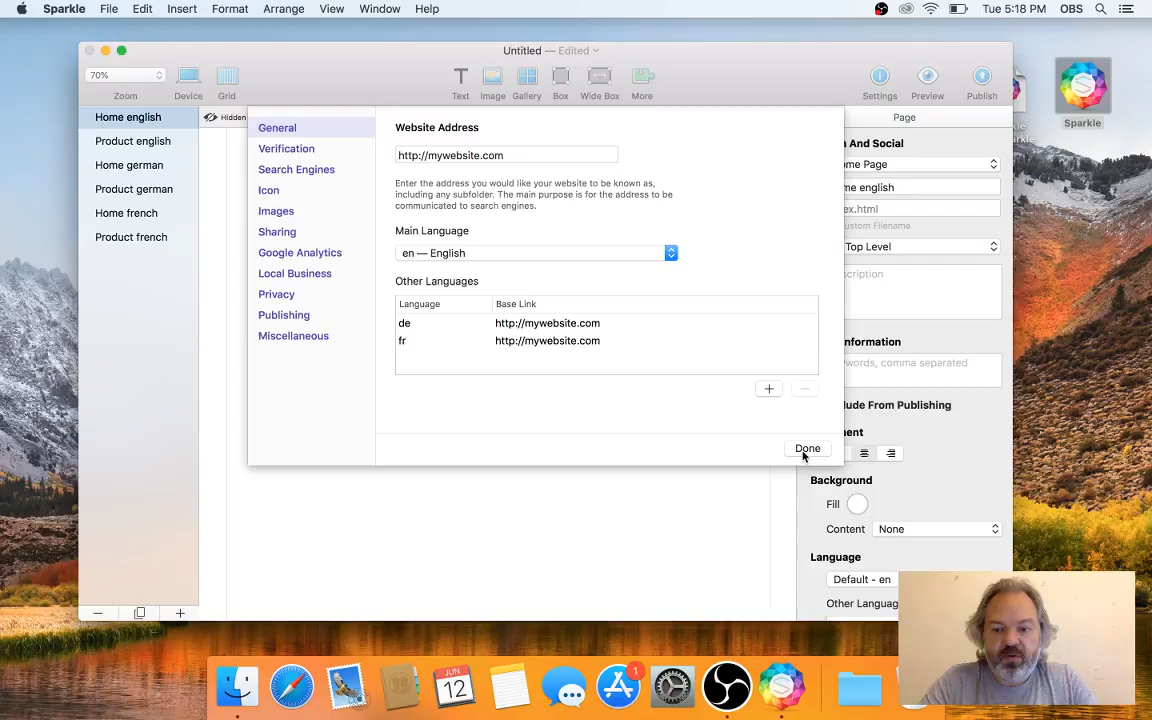 Sparkle File Edit Insert Format Arrange View Window Help Tue 5:18 PM OBS
Untitled — Edited
70%
Zoom Device Grid Text Image Gallery Box Wide Box More Settings Preview Publish
Home english
Product english
Home german
Product german
Home french
Product french
Hidden
General
Verification
Search Engines
Icon
Images
Sharing
Google Analytics
Local Business
Privacy
Publishing
Miscellaneous
Website Address
http://mywebsite.com
Enter the address you would like your website to be known as,
including any subfolder. The main purpose is for the address to be
communicated to search engines.
Main Language
en — English
Other Languages
Language Base Link
de http://mywebsite.com
fr http://mywebsite.com
+ −
Done
Page
n And Social
me Page
me english
ex.html
ustom Filename
Top Level
scription
nformation
words, comma separated
lude From Publishing
ment
Background
Fill
Content None
Language
Default - en
Other Languag
Sparkle
JUN
12
1